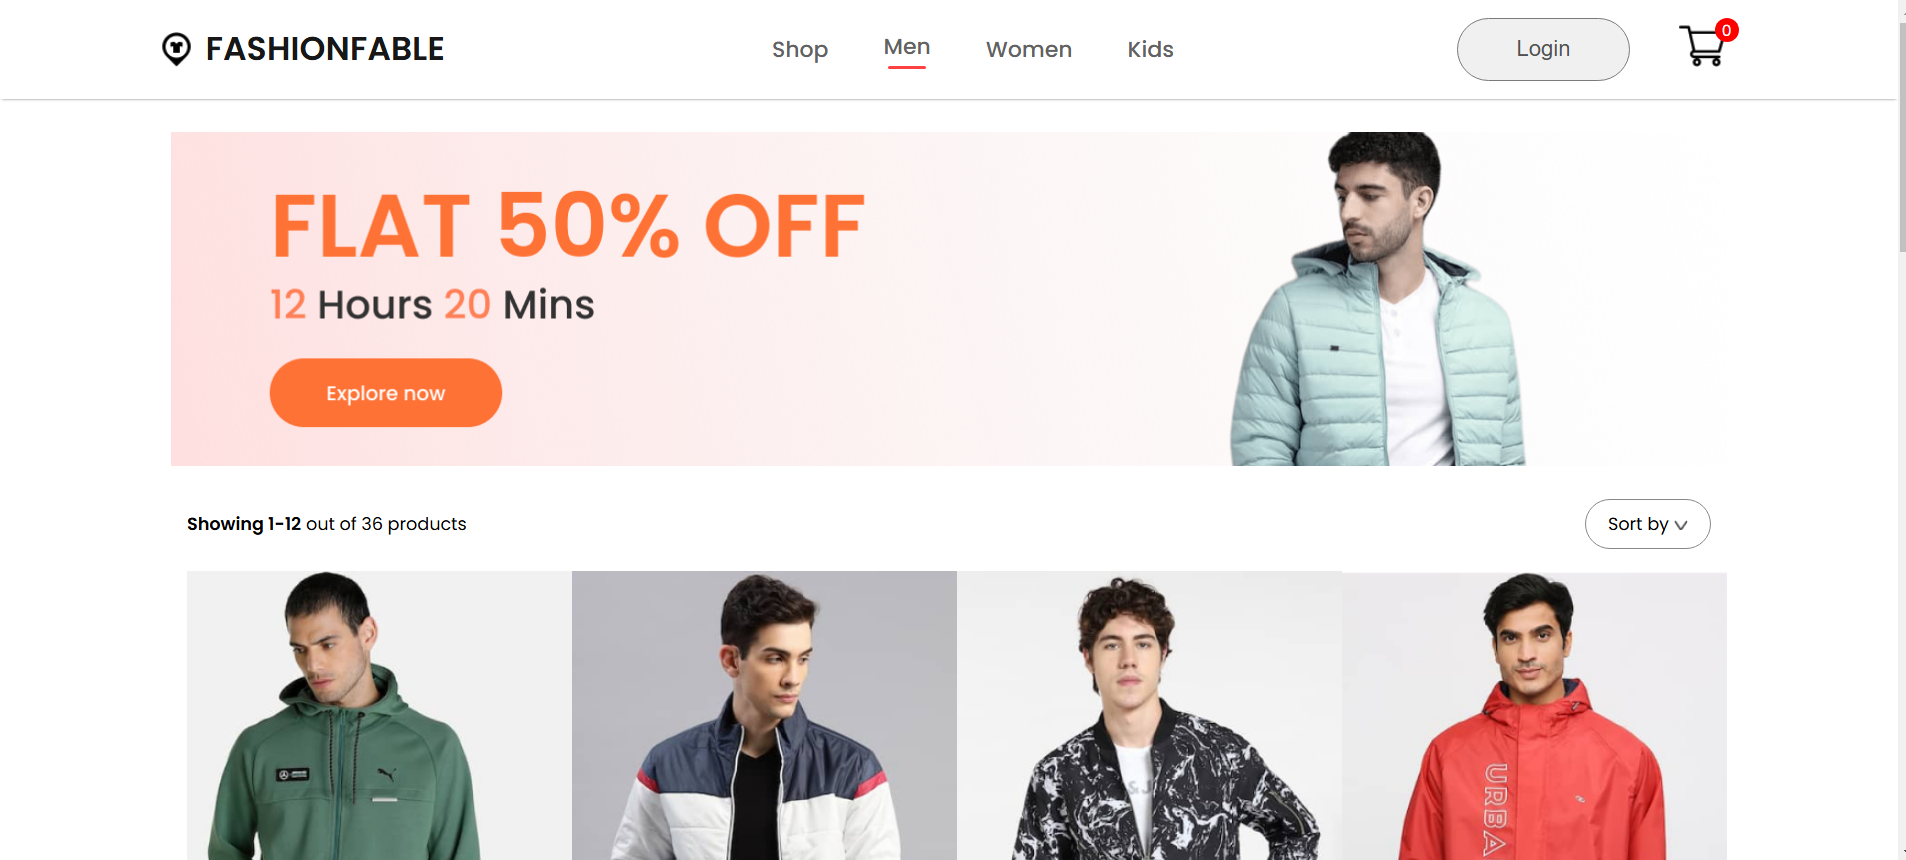 FASHIONFABLE
Shop
Men
Women
Kids
Login
0
FLAT 50% OFF
12 Hours 20 Mins
Explore now
Showing 1-12 out of 36 products
Sort by
& J
URBA